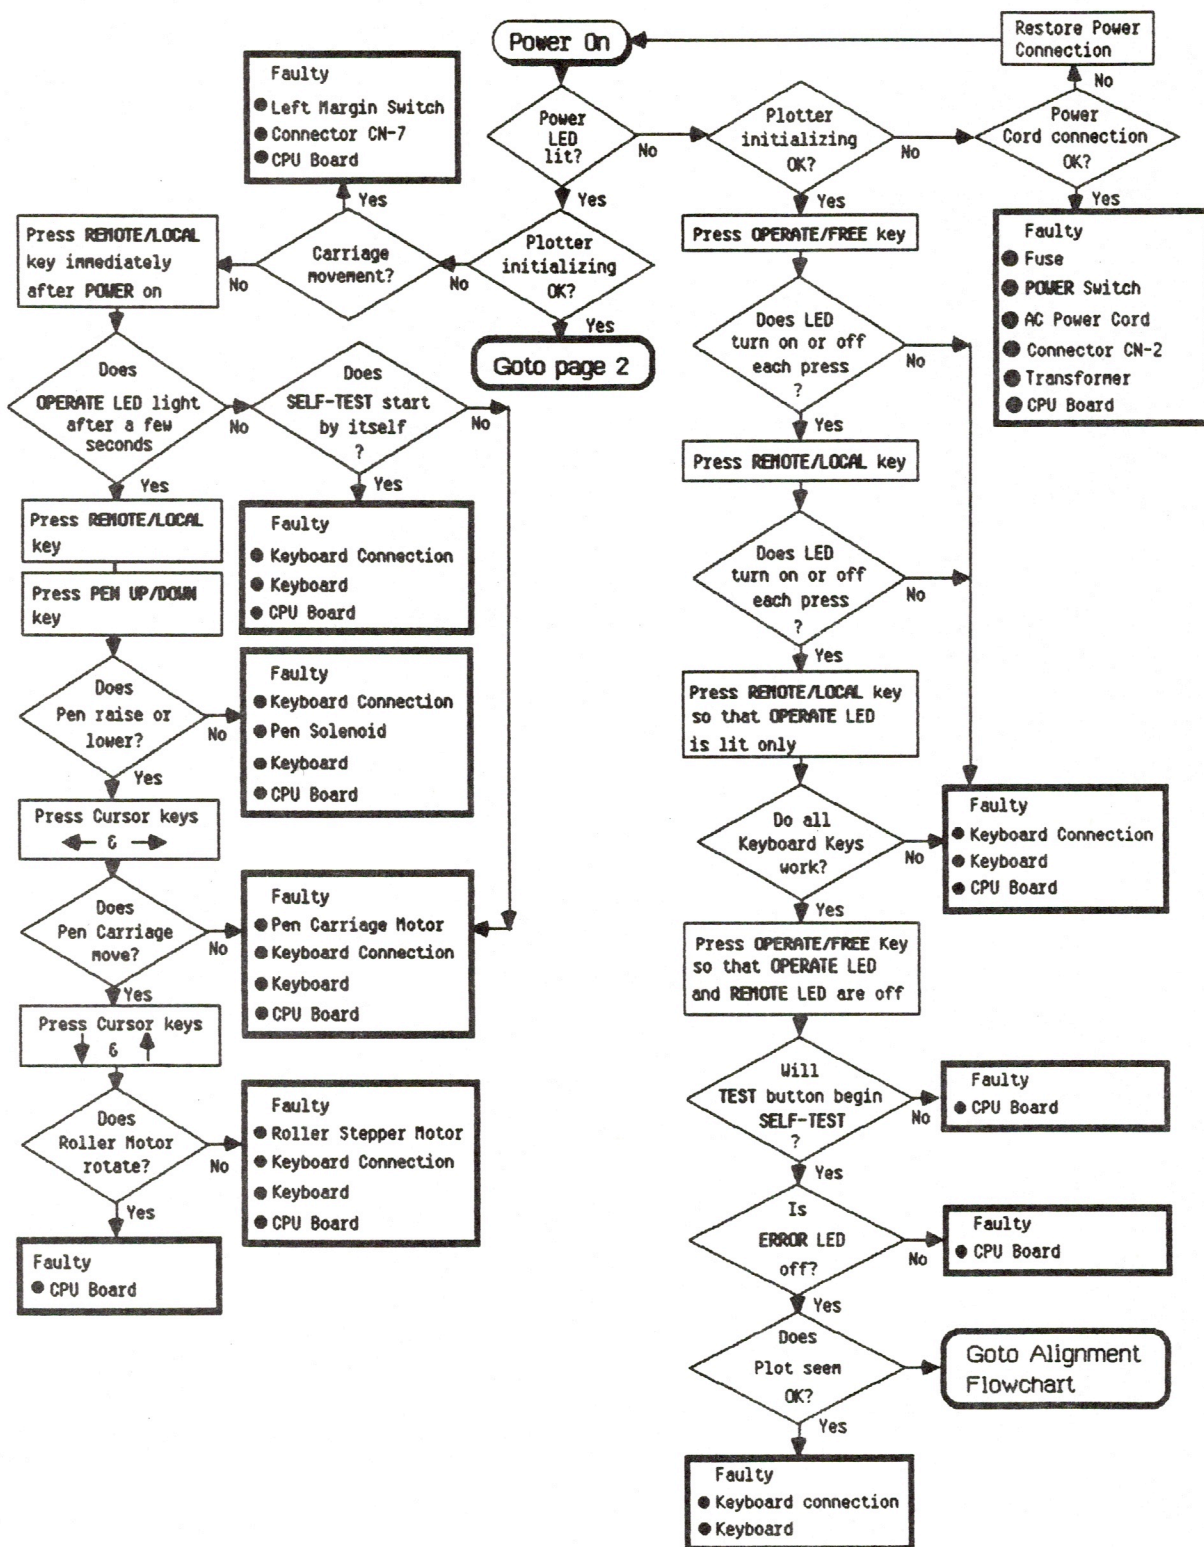 Power On
Restore Power
Connection
No
Faulty
● Left Margin Switch
● Connector CN-7
● CPU Board
Power
LED
lit?
No
Plotter
initializing
OK?
No
Power
Cord connection
OK?
Yes
Yes
Yes
Yes
Press REMOTE/LOCAL
key immediately
after POWER on
No
Carriage
movement?
No
Plotter
initializing
OK?
Yes
Goto page 2
Press OPERATE/FREE key
Faulty
● Fuse
● POWER Switch
● AC Power Cord
● Connector CN-2
● Transformer
● CPU Board
Does LED
turn on or off
each press
?
No
Yes
Does
OPERATE LED light
after a few
seconds
No
Yes
Does
SELF-TEST start
by itself
?
No
Yes
Press REMOTE/LOCAL key
Press REMOTE/LOCAL
key
Press PEN UP/DOWN
key
Faulty
● Keyboard Connection
● Keyboard
● CPU Board
Does LED
turn on or off
each press
?
No
Yes
Does
Pen raise or
lower?
No
Yes
Faulty
● Keyboard Connection
● Pen Solenoid
● Keyboard
● CPU Board
Press REMOTE/LOCAL key
so that OPERATE LED
is lit only
Press Cursor keys
← & →
Do all
Keyboard Keys
work?
No
Yes
Faulty
● Keyboard Connection
● Keyboard
● CPU Board
Does
Pen Carriage
move?
No
Yes
Faulty
● Pen Carriage Motor
● Keyboard Connection
● Keyboard
● CPU Board
Press OPERATE/FREE Key
so that OPERATE LED
and REMOTE LED are off
Press Cursor keys
↓ & ↑
Will
TEST button begin
SELF-TEST
?
No
Yes
Faulty
● CPU Board
Does
Roller Motor
rotate?
No
Yes
Faulty
● Roller Stepper Motor
● Keyboard Connection
● Keyboard
● CPU Board
Is
ERROR LED
off?
No
Yes
Faulty
● CPU Board
Faulty
● CPU Board
Does
Plot seem
OK?
Yes
Goto Alignment
Flowchart
Faulty
● Keyboard connection
● Keyboard